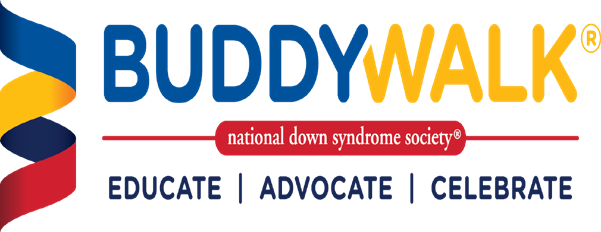 BUDDYWALK®
national down syndrome society®
EDUCATE | ADVOCATE | CELEBRATE